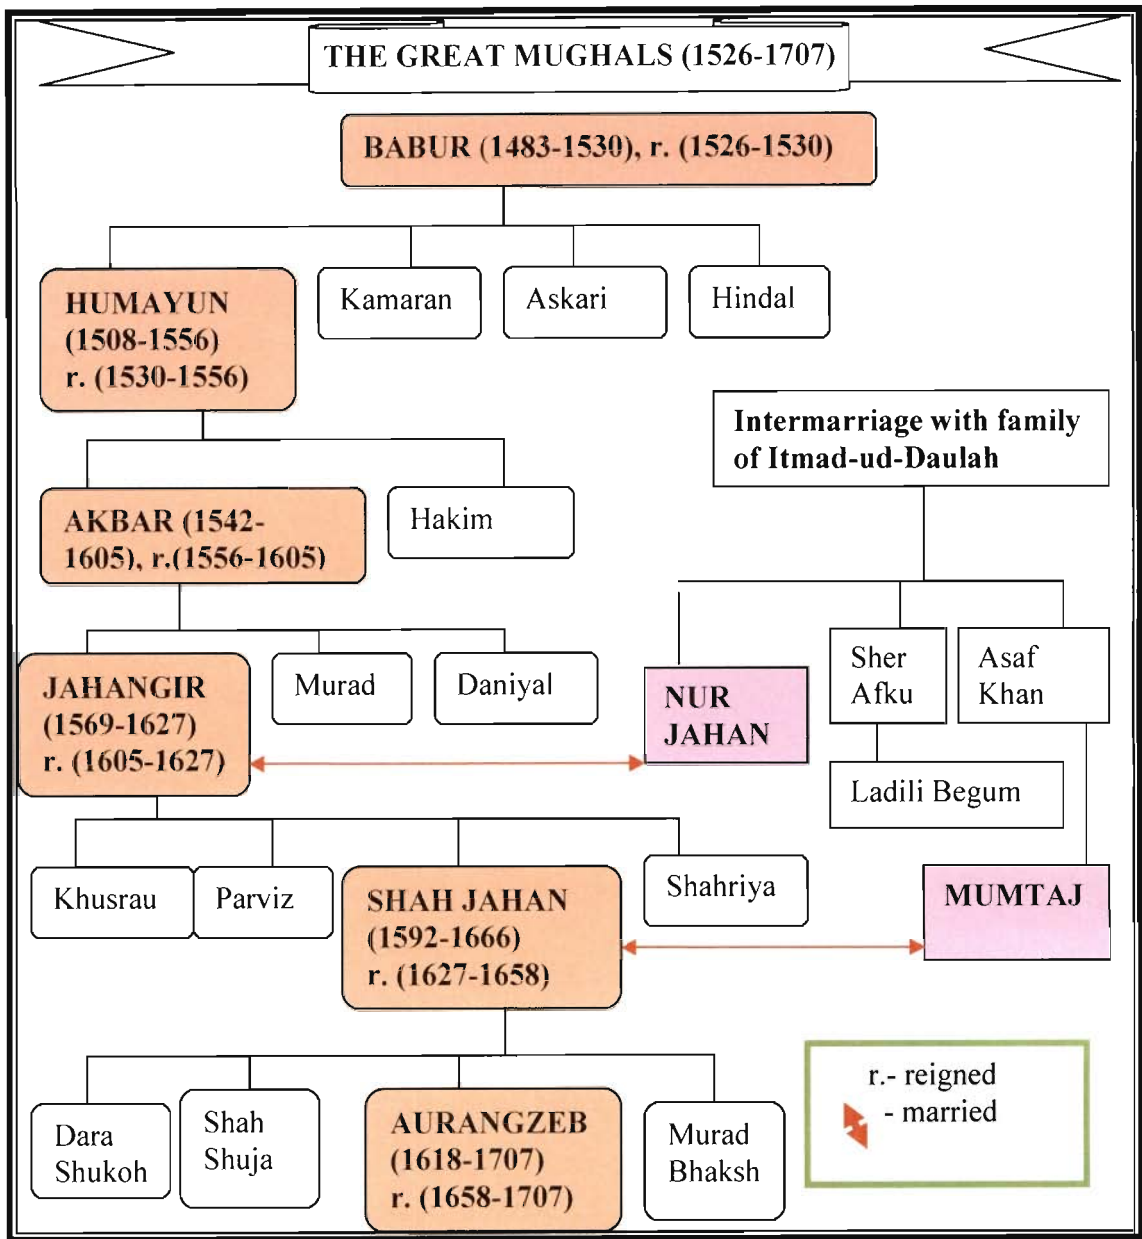 THE GREAT MUGHALS (1526-1707)
BABUR (1483-1530), r. (1526-1530)
HUMAYUN
(1508-1556)
r. (1530-1556)
Kamaran
Askari
Hindal
Intermarriage with family
of Itmad-ud-Daulah
AKBAR (1542-
1605), r.(1556-1605)
Hakim
JAHANGIR
(1569-1627)
r. (1605-1627)
Murad
Daniyal
NUR
JAHAN
Sher
Afku
Asaf
Khan
Ladili Begum
Khusrau
Parviz
SHAH JAHAN
(1592-1666)
r. (1627-1658)
Shahriya
MUMTAJ
Dara
Shukoh
Shah
Shuja
AURANGZEB
(1618-1707)
r. (1658-1707)
Murad
Bhaksh
r.- reigned
- married